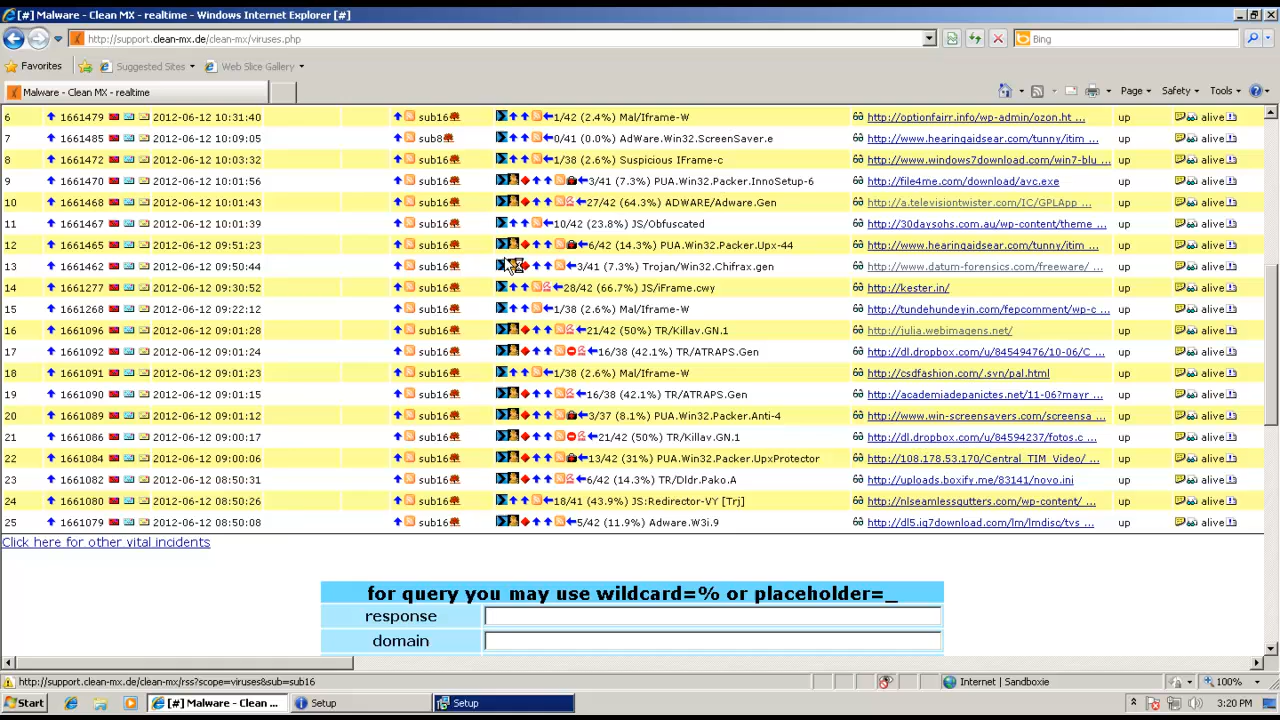 [#] Malware - Clean MX - realtime - Windows Internet Explorer [#]
http://support.clean-mx.de/clean-mx/viruses.php
Bing
Favorites Suggested Sites Web Slice Gallery
Malware - Clean MX - realtime Page Safety Tools
6 1661479 2012-06-12 10:31:40 sub16 1/42 (2.4%) Mal/Iframe-W http://optionfairr.info/wp-admin/ozon.ht ... up alive
7 1661485 2012-06-12 10:09:05 sub8 0/41 (0.0%) AdWare.Win32.ScreenSaver.e http://www.hearingaidsear.com/tunny/itim ... up alive
8 1661472 2012-06-12 10:03:32 sub16 1/38 (2.6%) Suspicious IFrame-c http://www.windows7download.com/win7-blu ... up alive
9 1661470 2012-06-12 10:01:56 sub16 3/41 (7.3%) PUA.Win32.Packer.InnoSetup-6 http://file4me.com/download/avc.exe up alive
10 1661468 2012-06-12 10:01:43 sub16 27/42 (64.3%) ADWARE/Adware.Gen http://a.televisiontwister.com/IC/GPLApp ... up alive
11 1661467 2012-06-12 10:01:39 sub16 10/42 (23.8%) JS/Obfuscated http://30daysohs.com.au/wp-content/theme ... up alive
12 1661465 2012-06-12 09:51:23 sub16 6/42 (14.3%) PUA.Win32.Packer.Upx-44 http://www.hearingaidsear.com/tunny/itim ... up alive
13 1661462 2012-06-12 09:50:44 sub16 3/41 (7.3%) Trojan/Win32.Chifrax.gen http://www.datum-forensics.com/freeware/ ... up alive
14 1661277 2012-06-12 09:30:52 sub16 28/42 (66.7%) JS/iFrame.cwy http://kester.in/ up alive
15 1661268 2012-06-12 09:22:12 sub16 1/38 (2.6%) Mal/Iframe-W http://tundehundeyin.com/fepcomment/wp-c ... up alive
16 1661096 2012-06-12 09:01:28 sub16 21/42 (50%) TR/Killav.GN.1 http://iulia.webimagens.net/ up alive
17 1661092 2012-06-12 09:01:24 sub16 16/38 (42.1%) TR/ATRAPS.Gen http://dl.dropbox.com/u/84549476/10-06/C ... up alive
18 1661091 2012-06-12 09:01:23 sub16 1/38 (2.6%) Mal/Iframe-W http://csdfashion.com/.svn/pal.html up alive
19 1661090 2012-06-12 09:01:15 sub16 16/38 (42.1%) TR/ATRAPS.Gen http://academiadepanictes.net/11-06?mayr ... up alive
20 1661089 2012-06-12 09:01:12 sub16 3/37 (8.1%) PUA.Win32.Packer.Anti-4 http://www.win-screensavers.com/screensa ... up alive
21 1661086 2012-06-12 09:00:17 sub16 21/42 (50%) TR/Killav.GN.1 http://dl.dropbox.com/u/84594237/fotos.c ... up alive
22 1661084 2012-06-12 09:00:06 sub16 13/42 (31%) PUA.Win32.Packer.UpxProtector http://108.178.53.170/Central_TIM_Video/ ... up alive
23 1661082 2012-06-12 08:50:31 sub16 6/42 (14.3%) TR/Dldr.Pako.A http://uploads.boxify.me/83141/novo.ini up alive
24 1661080 2012-06-12 08:50:26 sub16 18/41 (43.9%) JS:Redirector-VY [Trj] http://nlseamlessgutters.com/wp-content/ ... up alive
25 1661079 2012-06-12 08:50:08 sub16 5/42 (11.9%) Adware.W3i.9 http://dl5.iq7download.com/lm/lmdisc/tvs ... up alive
Click here for other vital incidents
for query you may use wildcard=% or placeholder=_
response
domain
http://support.clean-mx.de/clean-mx/rss?scope=viruses&sub=sub16 Internet | Sandboxie 100%
Start [#] Malware - Clean ... Setup Setup 3:20 PM